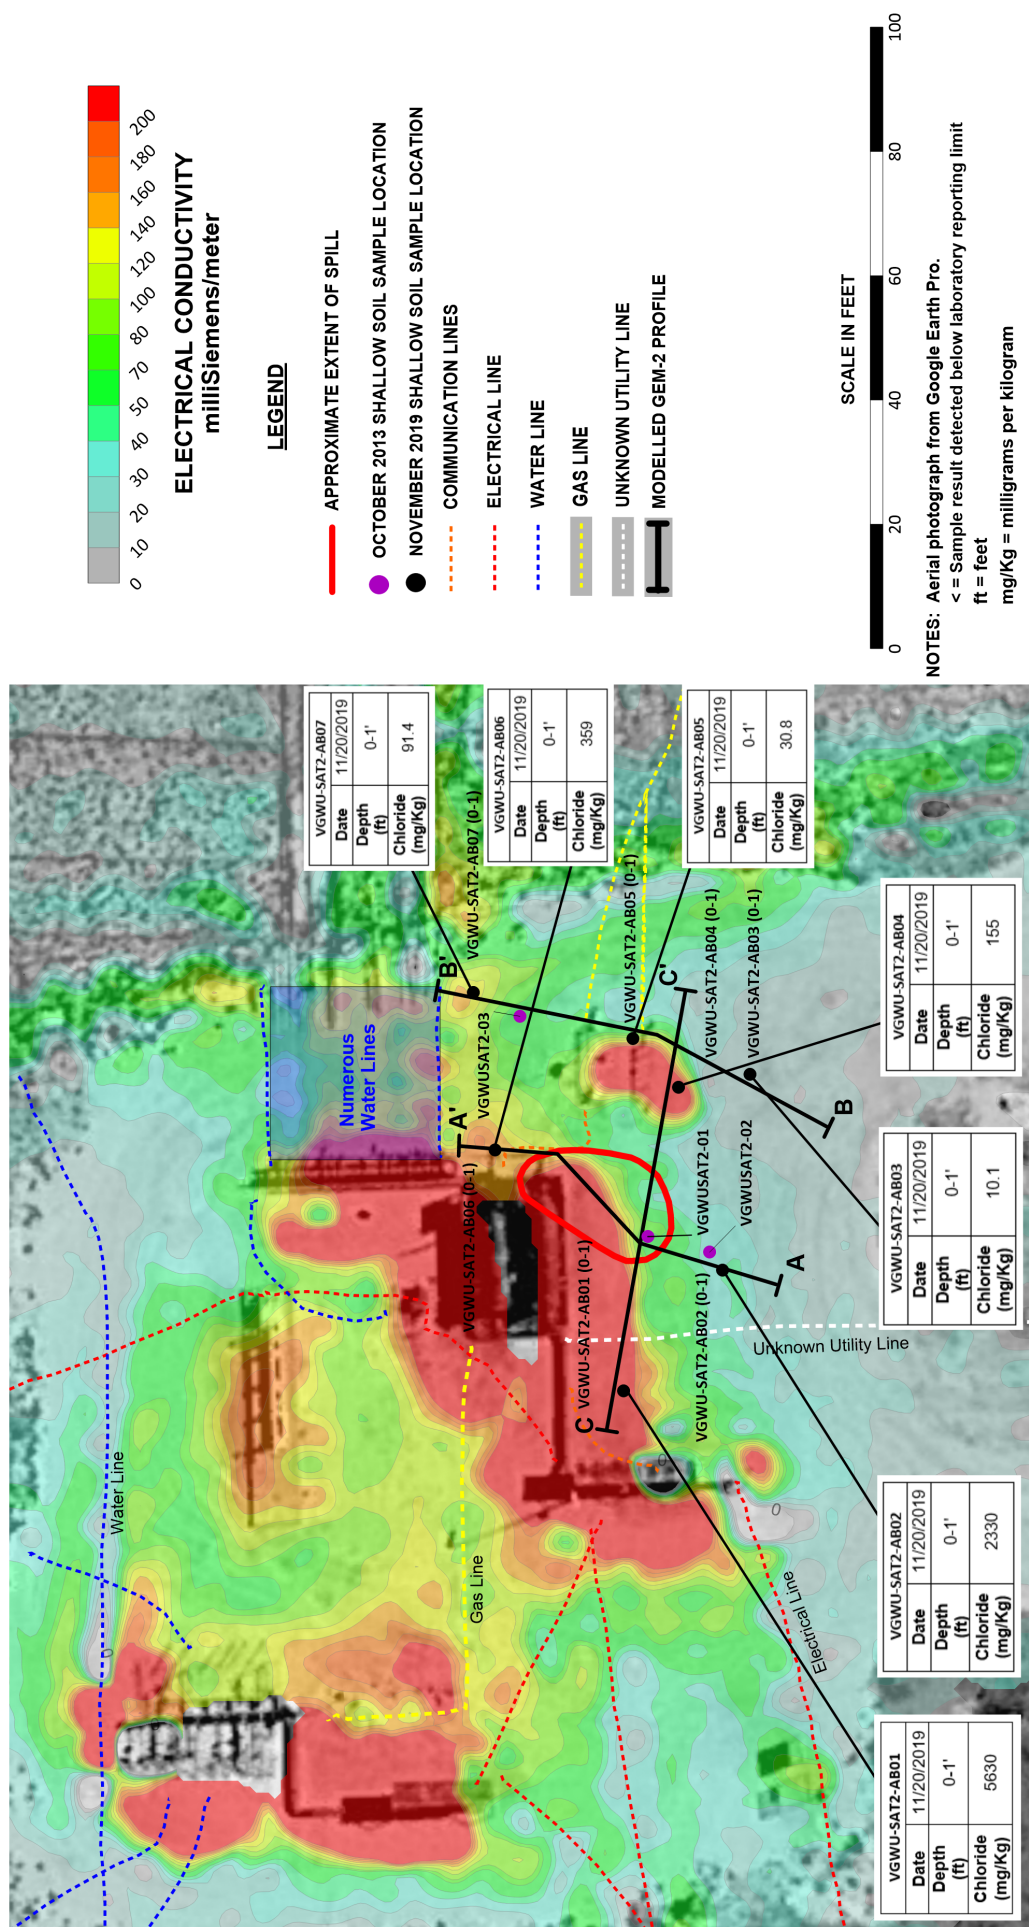 0
10
20
30
40
50
70
80
100
120
140
160
180
200
ELECTRICAL CONDUCTIVITY
milliSiemens/meter
LEGEND
APPROXIMATE EXTENT OF SPILL
OCTOBER 2013 SHALLOW SOIL SAMPLE LOCATION
NOVEMBER 2019 SHALLOW SOIL SAMPLE LOCATION
COMMUNICATION LINES
ELECTRICAL LINE
WATER LINE
GAS LINE
UNKNOWN UTILITY LINE
MODELLED GEM-2 PROFILE
SCALE IN FEET
0
20
40
60
80
100
NOTES: Aerial photograph from Google Earth Pro.
< = Sample result detected below laboratory reporting limit
ft = feet
mg/Kg = milligrams per kilogram
Water Line
Numerous
Water Lines
Gas Line
Electrical Line
Unknown Utility Line
0
0
0
A
A'
B
B'
C
C'
VGWU-SAT2-AB07 (0-1)
VGWUSAT2-03
VGWU-SAT2-AB06 (0-1)
VGWU-SAT2-AB05 (0-1)
VGWU-SAT2-AB04 (0-1)
VGWU-SAT2-AB03 (0-1)
VGWUSAT2-01
VGWUSAT2-02
VGWU-SAT2-AB01 (0-1)
VGWU-SAT2-AB02 (0-1)
VGWU-SAT2-AB07
Date 11/20/2019
Depth
(ft) 0-1'
Chloride
(mg/Kg) 91.4
VGWU-SAT2-AB06
Date 11/20/2019
Depth
(ft) 0-1'
Chloride
(mg/Kg) 359
VGWU-SAT2-AB05
Date 11/20/2019
Depth
(ft) 0-1'
Chloride
(mg/Kg) 30.8
VGWU-SAT2-AB01
Date 11/20/2019
Depth
(ft) 0-1'
Chloride
(mg/Kg) 5630
VGWU-SAT2-AB02
Date 11/20/2019
Depth
(ft) 0-1'
Chloride
(mg/Kg) 2330
VGWU-SAT2-AB03
Date 11/20/2019
Depth
(ft) 0-1'
Chloride
(mg/Kg) 10.1
VGWU-SAT2-AB04
Date 11/20/2019
Depth
(ft) 0-1'
Chloride
(mg/Kg) 155